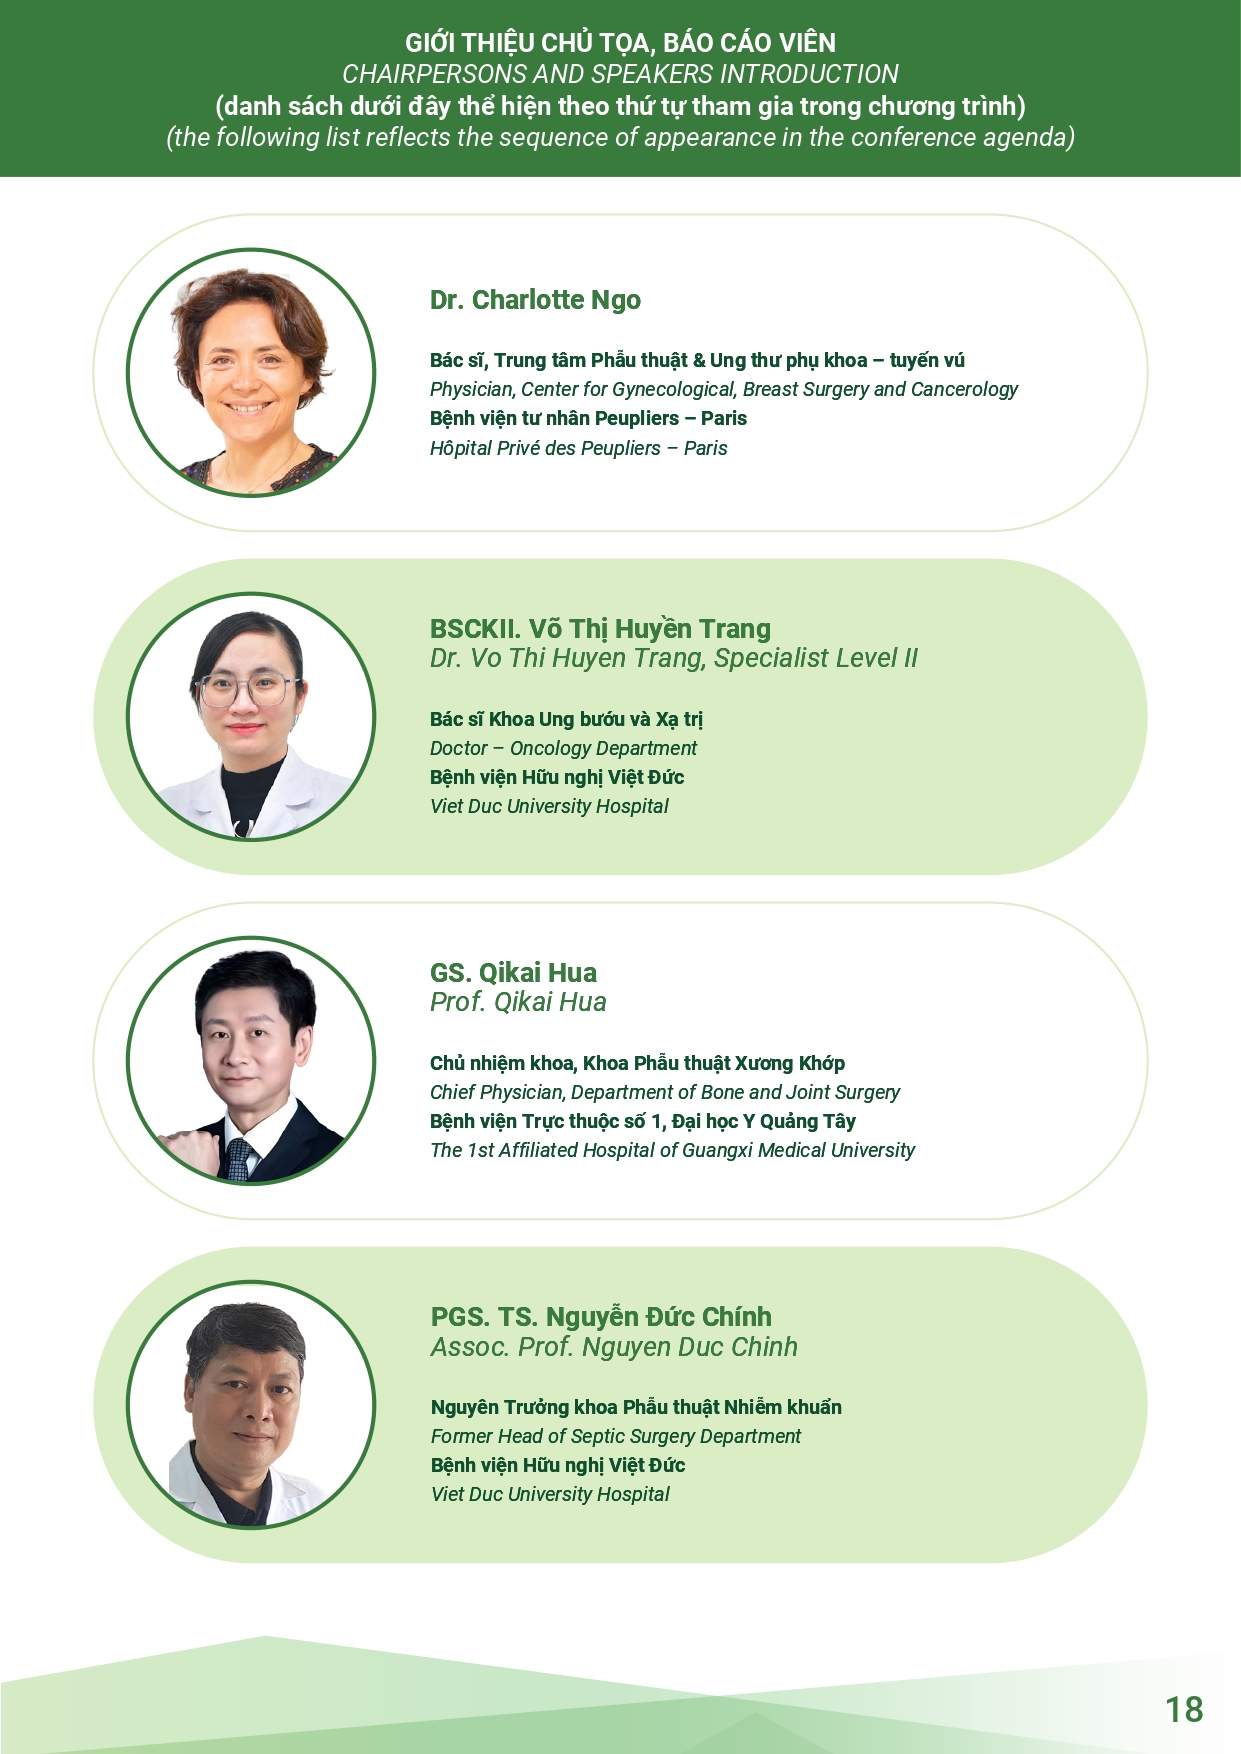 GIỚI THIỆU CHỦ TỌA, BÁO CÁO VIÊN
CHAIRPERSONS AND SPEAKERS INTRODUCTION
(danh sách dưới đây thể hiện theo thứ tự tham gia trong chương trình)
(the following list reflects the sequence of appearance in the conference agenda)
Dr. Charlotte Ngo
Bác sĩ, Trung tâm Phẫu thuật & Ung thư phụ khoa – tuyến vú
Physician, Center for Gynecological, Breast Surgery and Cancerology
Bệnh viện tư nhân Peupliers – Paris
Hôpital Privé des Peupliers – Paris
BSCKII. Võ Thị Huyền Trang
Dr. Vo Thi Huyen Trang, Specialist Level II
Bác sĩ Khoa Ung bướu và Xạ trị
Doctor – Oncology Department
Bệnh viện Hữu nghị Việt Đức
Viet Duc University Hospital
GS. Qikai Hua
Prof. Qikai Hua
Chủ nhiệm khoa, Khoa Phẫu thuật Xương Khớp
Chief Physician, Department of Bone and Joint Surgery
Bệnh viện Trực thuộc số 1, Đại học Y Quảng Tây
The 1st Affiliated Hospital of Guangxi Medical University
PGS. TS. Nguyễn Đức Chính
Assoc. Prof. Nguyen Duc Chinh
Nguyên Trưởng khoa Phẫu thuật Nhiễm khuẩn
Former Head of Septic Surgery Department
Bệnh viện Hữu nghị Việt Đức
Viet Duc University Hospital
18